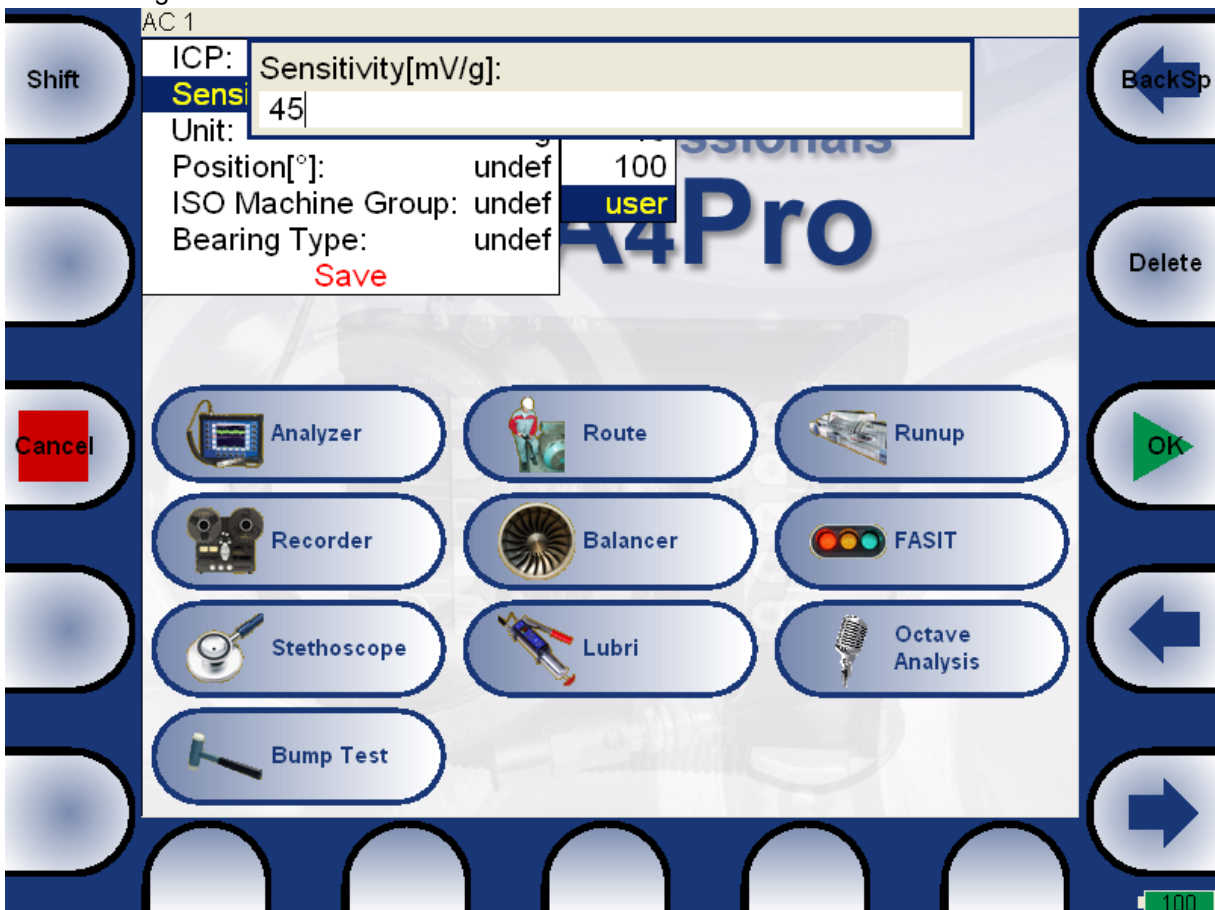 AC 1
Shift
ICP:
Sensitivity[mV/g]:
BackSp
Sensi
45
Unit:
Position[°]: undef 100
ISO Machine Group: undef user
Bearing Type: undef
A4Pro
Save
Delete
Cancel
Analyzer
Route
Runup
OK
Recorder
Balancer
FASIT
Stethoscope
Lubri
Octave
Analysis
Bump Test
100